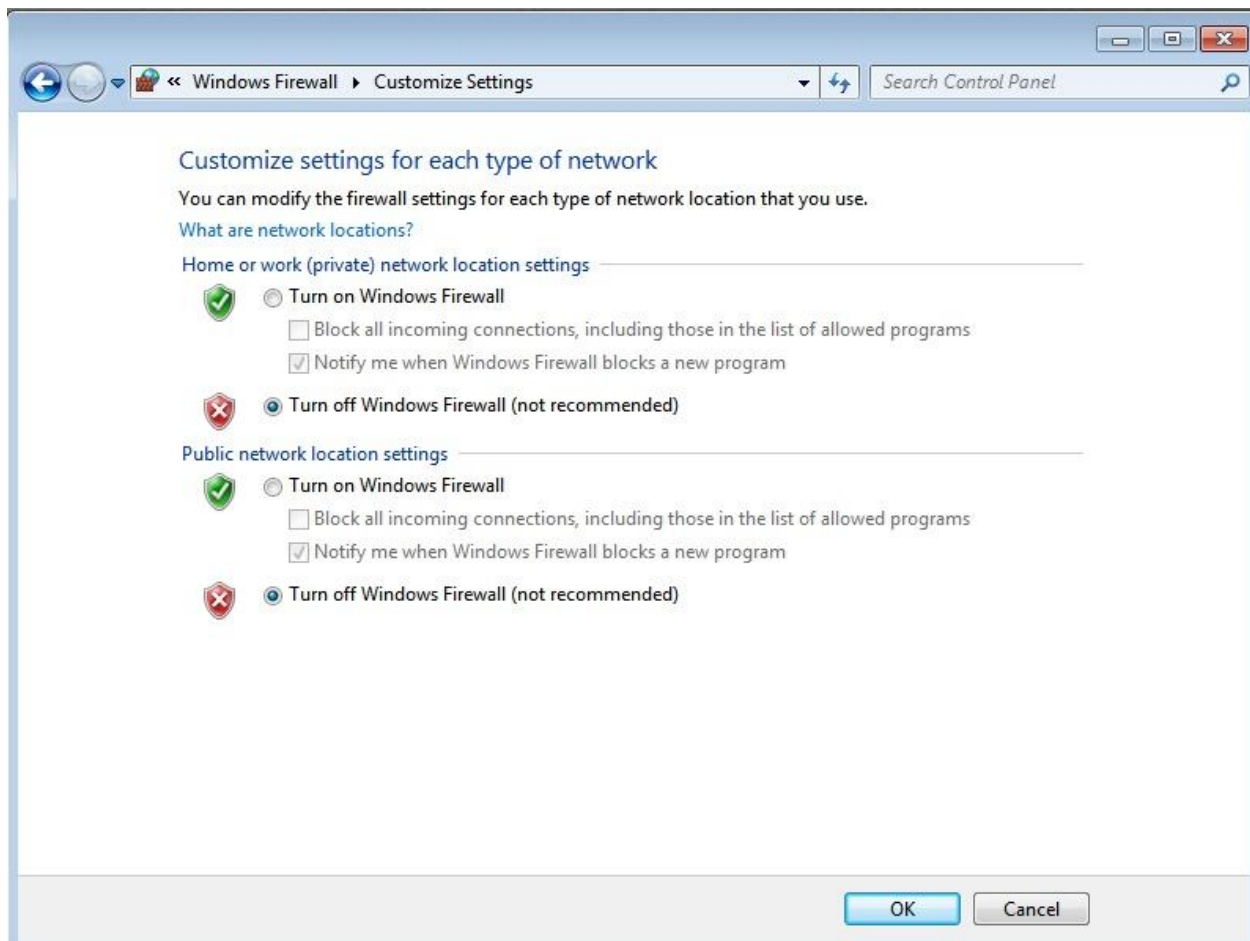 « Windows Firewall ▸ Customize Settings
Search Control Panel
Customize settings for each type of network
You can modify the firewall settings for each type of network location that you use.
What are network locations?
Home or work (private) network location settings
Turn on Windows Firewall
Block all incoming connections, including those in the list of allowed programs
Notify me when Windows Firewall blocks a new program
Turn off Windows Firewall (not recommended)
Public network location settings
Turn on Windows Firewall
Block all incoming connections, including those in the list of allowed programs
Notify me when Windows Firewall blocks a new program
Turn off Windows Firewall (not recommended)
OK
Cancel